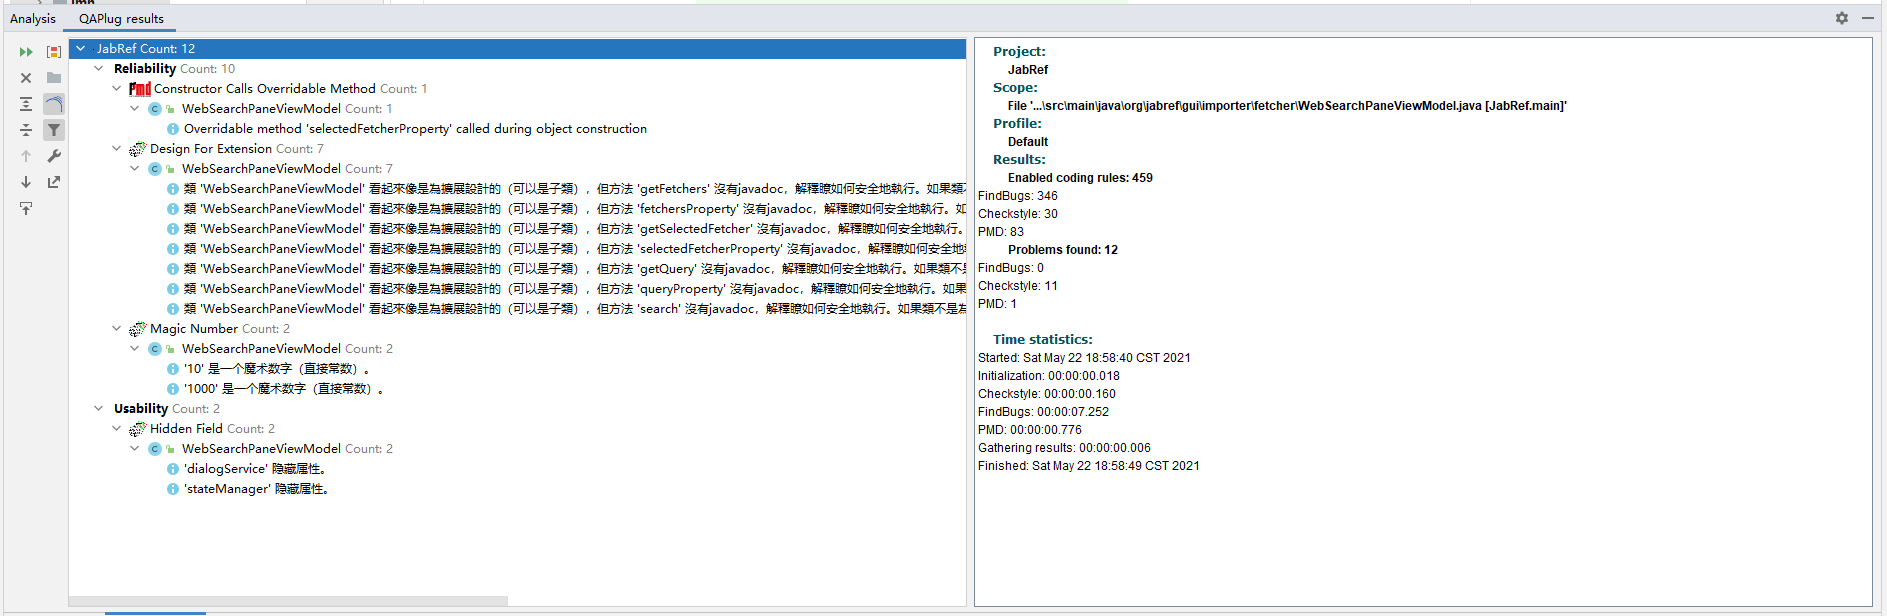 Analysis QAPlug results
JabRef Count: 12
Reliability Count: 10
pmd Constructor Calls Overridable Method Count: 1
C WebSearchPaneViewModel Count: 1
Overridable method 'selectedFetcherProperty' called during object construction
Design For Extension Count: 7
C WebSearchPaneViewModel Count: 7
類 'WebSearchPaneViewModel' 看起來像是為擴展設計的（可以是子類），但方法 'getFetchers' 沒有javadoc，解釋瞭如何安全地執行。如果類
類 'WebSearchPaneViewModel' 看起來像是為擴展設計的（可以是子類），但方法 'fetchersProperty' 沒有javadoc，解釋瞭如何安全地執行。如
類 'WebSearchPaneViewModel' 看起來像是為擴展設計的（可以是子類），但方法 'getSelectedFetcher' 沒有javadoc，解釋瞭如何安全地執行。
類 'WebSearchPaneViewModel' 看起來像是為擴展設計的（可以是子類），但方法 'selectedFetcherProperty' 沒有javadoc，解釋瞭如何安全地
類 'WebSearchPaneViewModel' 看起來像是為擴展設計的（可以是子類），但方法 'getQuery' 沒有javadoc，解釋瞭如何安全地執行。如果類不是
類 'WebSearchPaneViewModel' 看起來像是為擴展設計的（可以是子類），但方法 'queryProperty' 沒有javadoc，解釋瞭如何安全地執行。如果
類 'WebSearchPaneViewModel' 看起來像是為擴展設計的（可以是子類），但方法 'search' 沒有javadoc，解釋瞭如何安全地執行。如果類不是為
Magic Number Count: 2
C WebSearchPaneViewModel Count: 2
'10' 是一个魔术数字（直接常数）。
'1000' 是一个魔术数字（直接常数）。
Usability Count: 2
Hidden Field Count: 2
C WebSearchPaneViewModel Count: 2
'dialogService' 隐藏属性。
'stateManager' 隐藏属性。
Project:
JabRef
Scope:
File '...\src\main\java\org\jabref\gui\importer\fetcher\WebSearchPaneViewModel.java [JabRef.main]'
Profile:
Default
Results:
Enabled coding rules: 459
FindBugs: 346
Checkstyle: 30
PMD: 83
Problems found: 12
FindBugs: 0
Checkstyle: 11
PMD: 1
Time statistics:
Started: Sat May 22 18:58:40 CST 2021
Initialization: 00:00:00.018
Checkstyle: 00:00:00.160
FindBugs: 00:00:07.252
PMD: 00:00:00.776
Gathering results: 00:00:00.006
Finished: Sat May 22 18:58:49 CST 2021